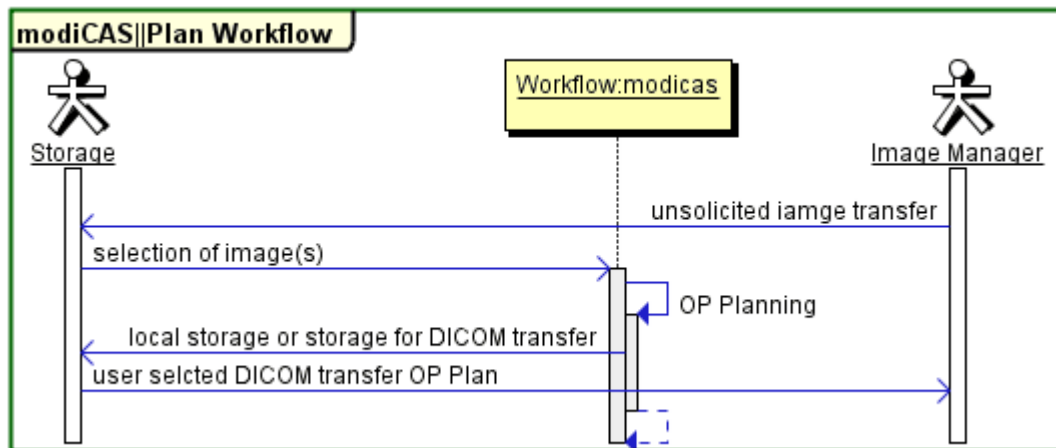 modiCAS||Plan Workflow
Workflow:modicas
Storage
Image Manager
unsolicited iamge transfer
selection of image(s)
OP Planning
local storage or storage for DICOM transfer
user selcted DICOM transfer OP Plan